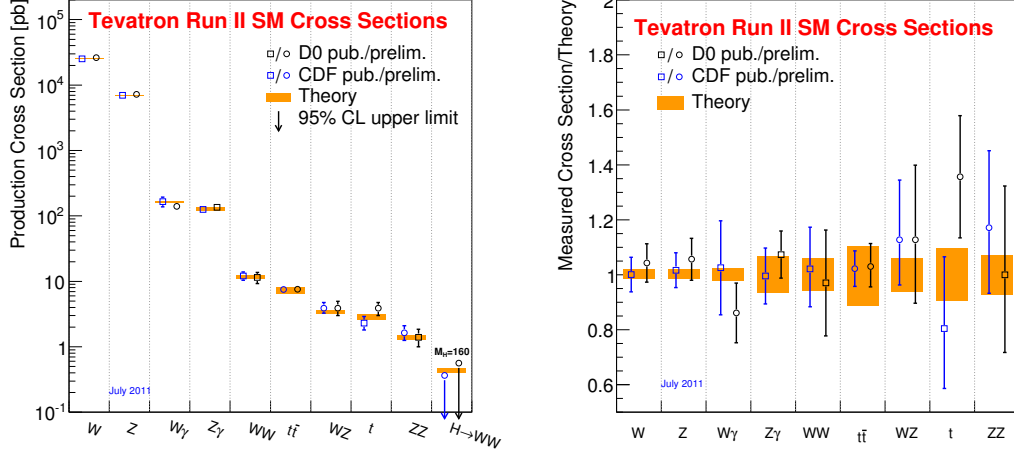 Tevatron Run II SM Cross Sections
Production Cross Section [pb]
□/○ D0 pub./prelim.
□/○ CDF pub./prelim.
Theory
95% CL upper limit
10^5
10^4
10^3
10^2
10
1
10^-1
M_H=160
July 2011
W Z Wγ Zγ WW tt̄ WZ t ZZ H→WW
Tevatron Run II SM Cross Sections
Measured Cross Section/Theory
□/○ D0 pub./prelim.
□/○ CDF pub./prelim.
Theory
2
1.8
1.6
1.4
1.2
1
0.8
0.6
July 2011
W Z Wγ Zγ WW tt̄ WZ t ZZ